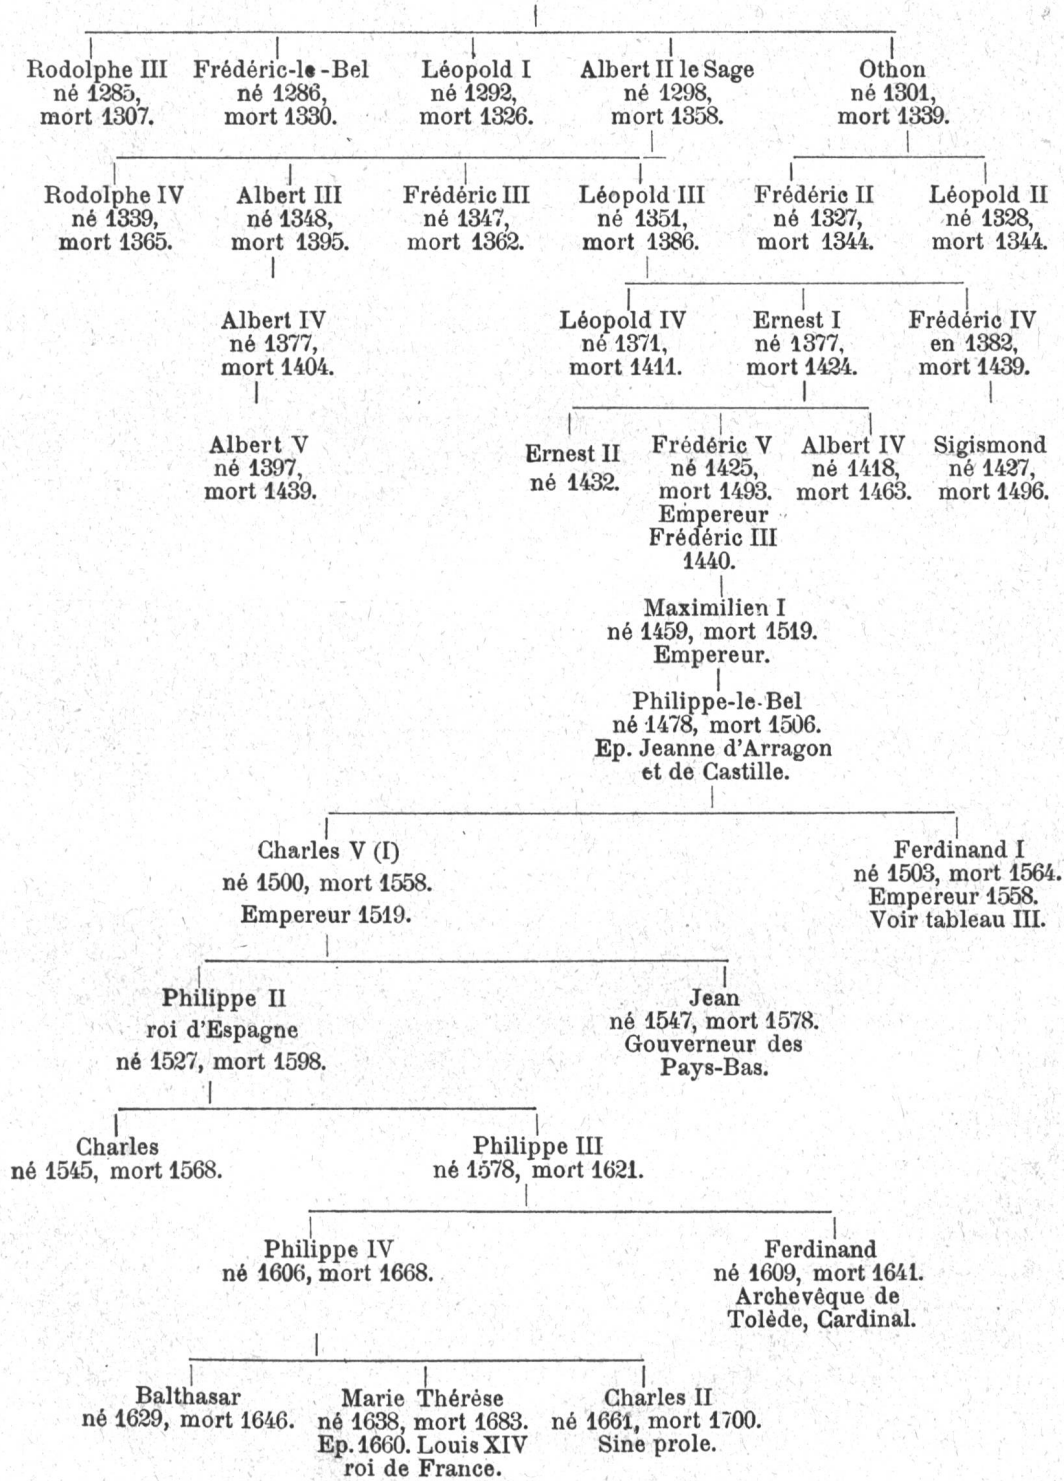 Rodolphe III
né 1285,
mort 1307.
Frédéric-le-Bel
né 1286,
mort 1330.
Léopold I
né 1292,
mort 1326.
Albert II le Sage
né 1298,
mort 1358.
Othon
né 1301,
mort 1339.
Rodolphe IV
né 1339,
mort 1365.
Albert III
né 1348,
mort 1395.
Frédéric III
né 1347,
mort 1362.
Léopold III
né 1351,
mort 1386.
Frédéric II
né 1327,
mort 1344.
Léopold II
né 1328,
mort 1344.
Albert IV
né 1377,
mort 1404.
Léopold IV
né 1371,
mort 1411.
Ernest I
né 1377,
mort 1424.
Frédéric IV
en 1382,
mort 1439.
Albert V
né 1397,
mort 1439.
Ernest II
né 1432.
Frédéric V
né 1425,
mort 1493.
Empereur
Frédéric III
1440.
Albert IV
né 1418,
mort 1463.
Sigismond
né 1427,
mort 1496.
Maximilien I
né 1459, mort 1519.
Empereur.
Philippe-le-Bel
né 1478, mort 1506.
Ep. Jeanne d'Arragon
et de Castille.
Charles V (I)
né 1500, mort 1558.
Empereur 1519.
Ferdinand I
né 1503, mort 1564.
Empereur 1558.
Voir tableau III.
Philippe II
roi d'Espagne
né 1527, mort 1598.
Jean
né 1547, mort 1578.
Gouverneur des
Pays-Bas.
Charles
né 1545, mort 1568.
Philippe III
né 1578, mort 1621.
Philippe IV
né 1606, mort 1668.
Ferdinand
né 1609, mort 1641.
Archevêque de
Tolède, Cardinal.
Balthasar
né 1629, mort 1646.
Marie Thérèse
né 1638, mort 1683.
Ep. 1660. Louis XIV
roi de France.
Charles II
né 1661, mort 1700.
Sine prole.